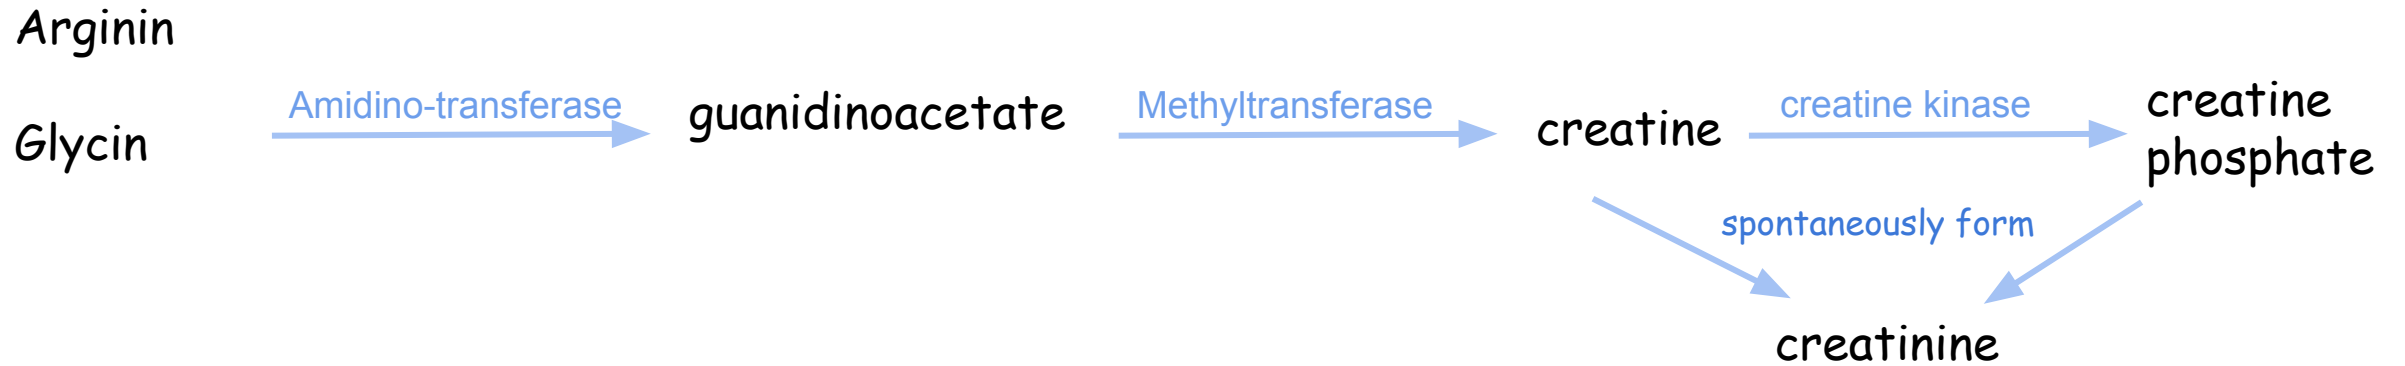 Arginin
Glycin
Amidino-transferase
guanidinoacetate
Methyltransferase
creatine
creatine kinase
creatine
phosphate
spontaneously form
creatinine